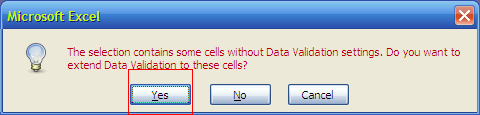 Microsoft Excel
The selection contains some cells without Data Validation settings. Do you want to
extend Data Validation to these cells?
Yes No Cancel